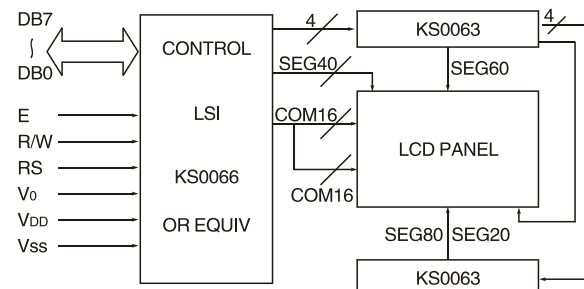 DB7
DB0
E
R/W
RS
V0
VDD
Vss
CONTROL
LSI
KS0066
OR EQUIV
4
SEG40
COM16
COM16
KS0063
4
SEG60
LCD PANEL
SEG80 SEG20
KS0063